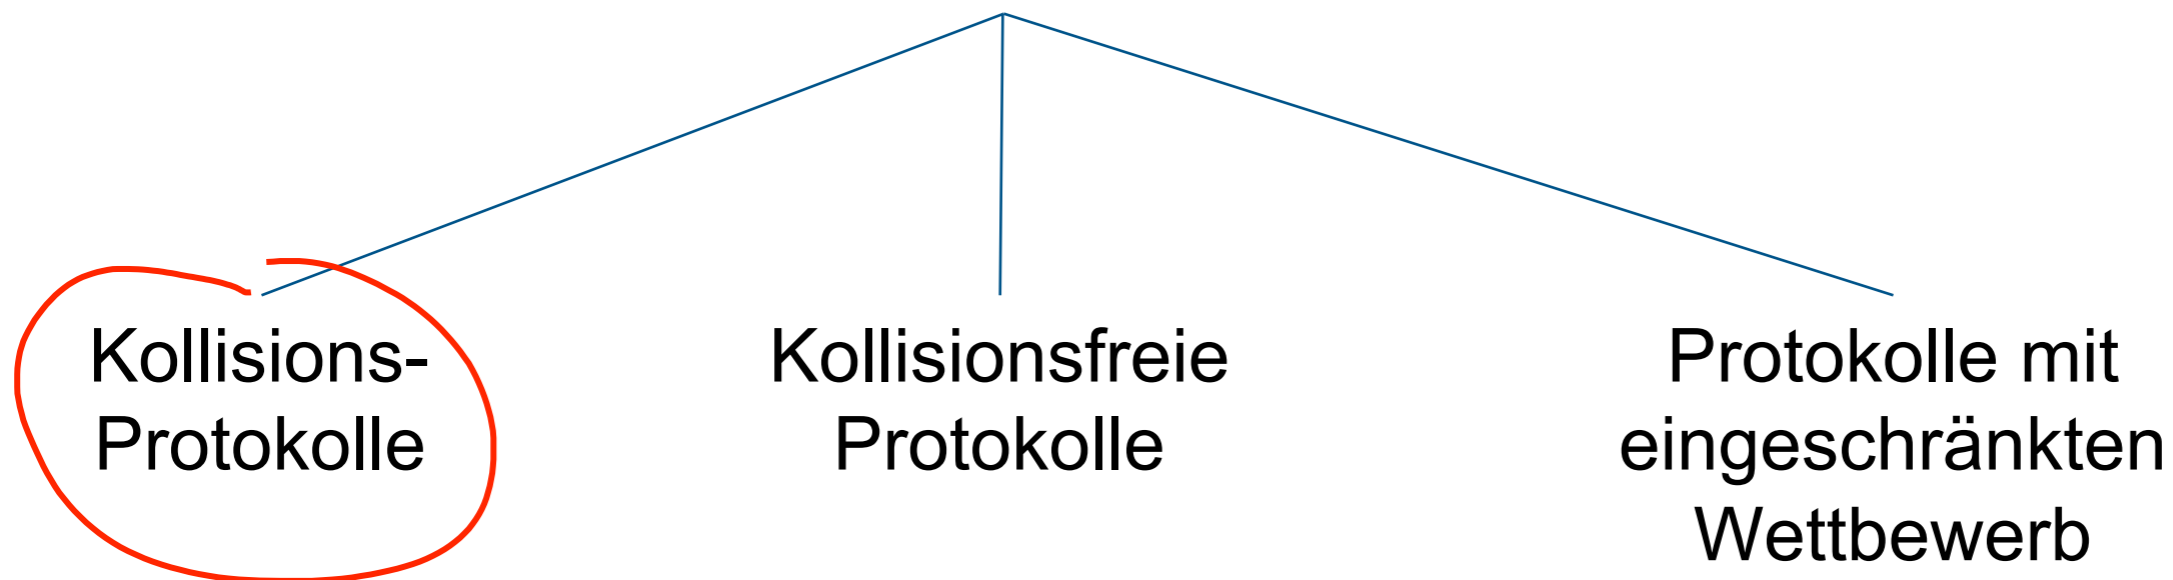 Kollisions-
Protokolle
Kollisionsfreie
Protokolle
Protokolle mit
eingeschränkten
Wettbewerb